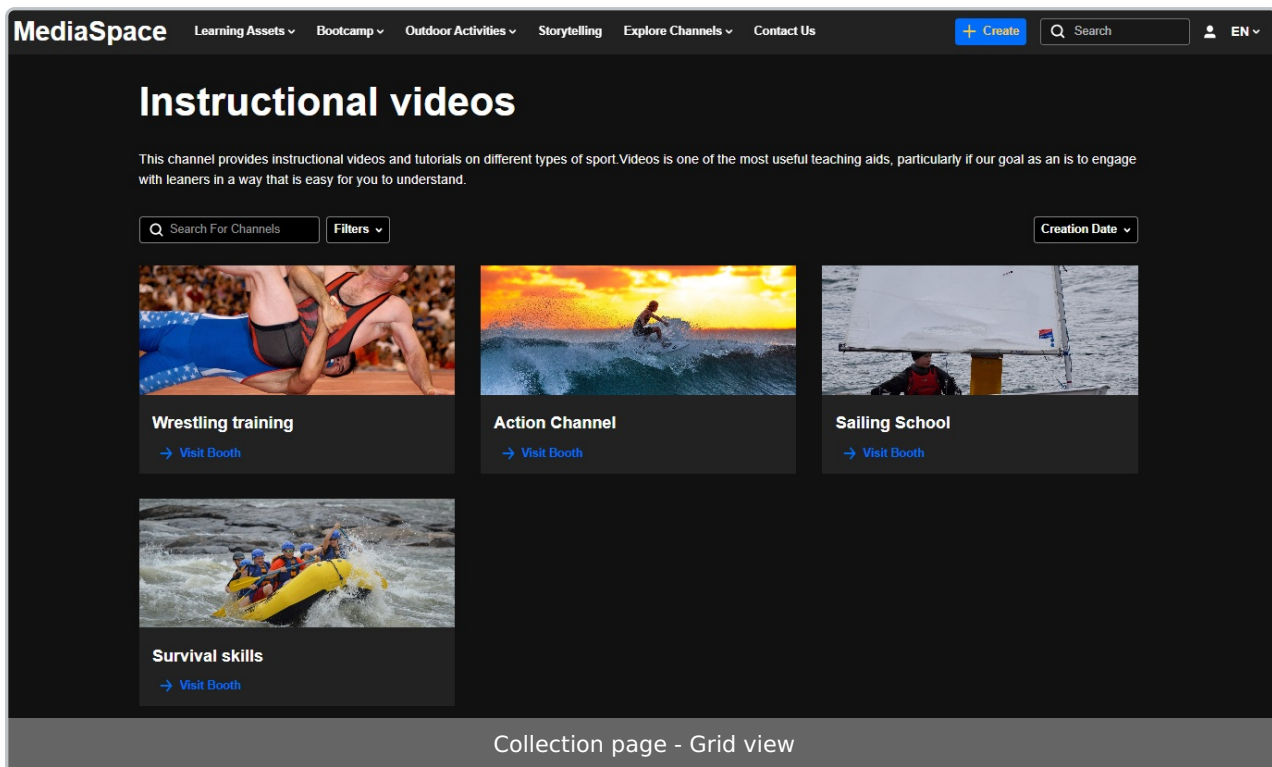 MediaSpace Learning Assets Bootcamp Outdoor Activities Storytelling Explore Channels Contact Us + Create Search EN
Instructional videos
This channel provides instructional videos and tutorials on different types of sport.Videos is one of the most useful teaching aids, particularly if our goal as an is to engage
with leaners in a way that is easy for you to understand.
Search For Channels Filters Creation Date
Wrestling training Action Channel Sailing School
→ Visit Booth → Visit Booth → Visit Booth
Survival skills
→ Visit Booth
Collection page - Grid view